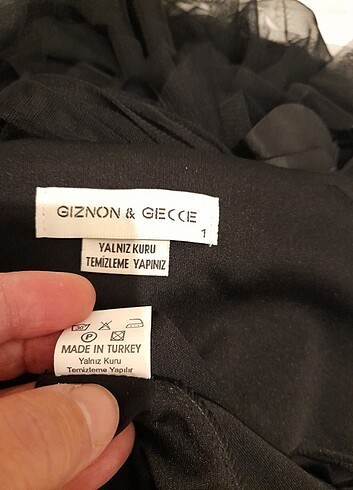 GIZNON & GECCE
1
YALNIZ KURU
TEMİZLEME YAPINIZ
P
MADE IN TURKEY
Yalnız Kuru
Temizleme Yapılır